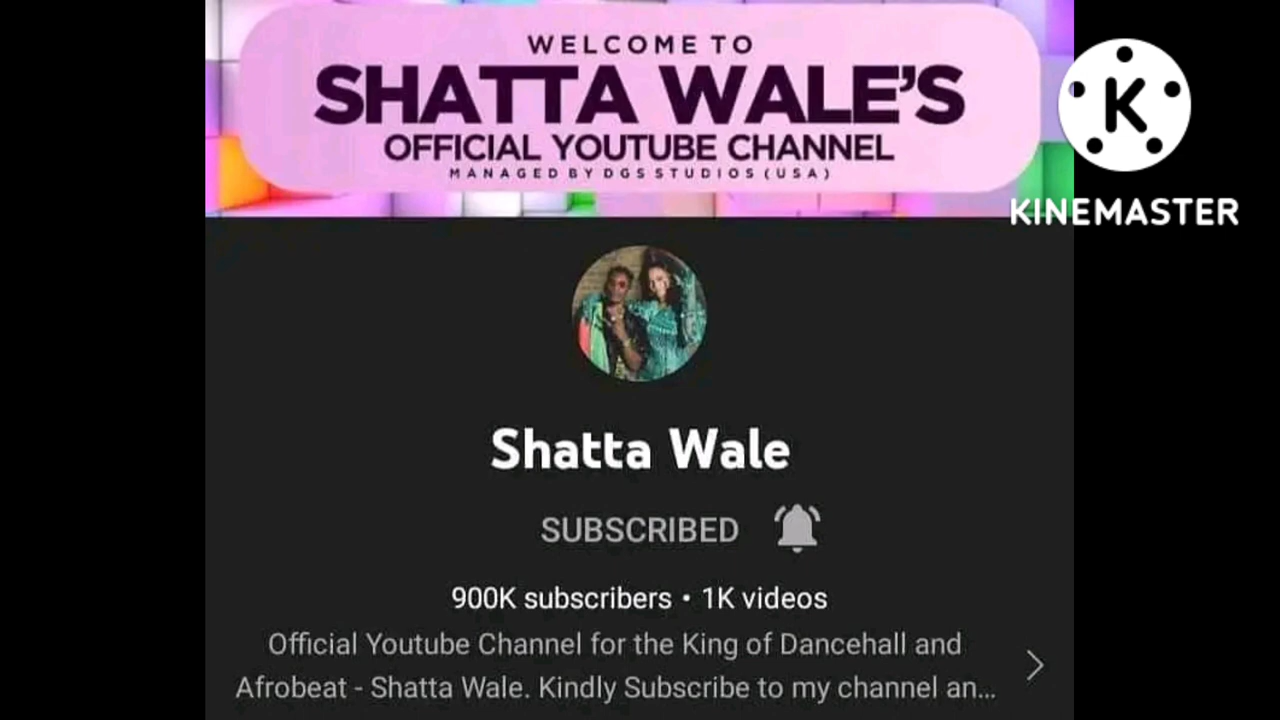 WELCOME TO
SHATTA WALE'S
OFFICIAL YOUTUBE CHANNEL
MANAGED BY DGS STUDIOS (USA)
K
KINEMASTER
Shatta Wale
SUBSCRIBED
900K subscribers • 1K videos
Official Youtube Channel for the King of Dancehall and
Afrobeat - Shatta Wale. Kindly Subscribe to my channel an...